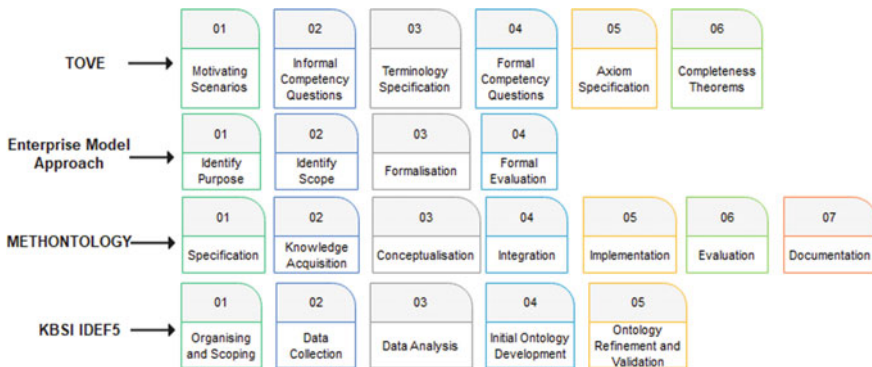 01 02 03 04 05 06
TOVE
Motivating Scenarios
Informal Competency Questions
Terminology Specification
Formal Competency Questions
Axiom Specification
Completeness Theorems
01 02 03 04
Enterprise Model Approach
Identify Purpose
Identify Scope
Formalisation
Formal Evaluation
01 02 03 04 05 06 07
METHONTOLOGY
Specification
Knowledge Acquisition
Conceptualisation
Integration
Implementation
Evaluation
Documentation
01 02 03 04 05
KBSI IDEF5
Organising and Scoping
Data Collection
Data Analysis
Initial Ontology Development
Ontology Refinement and Validation